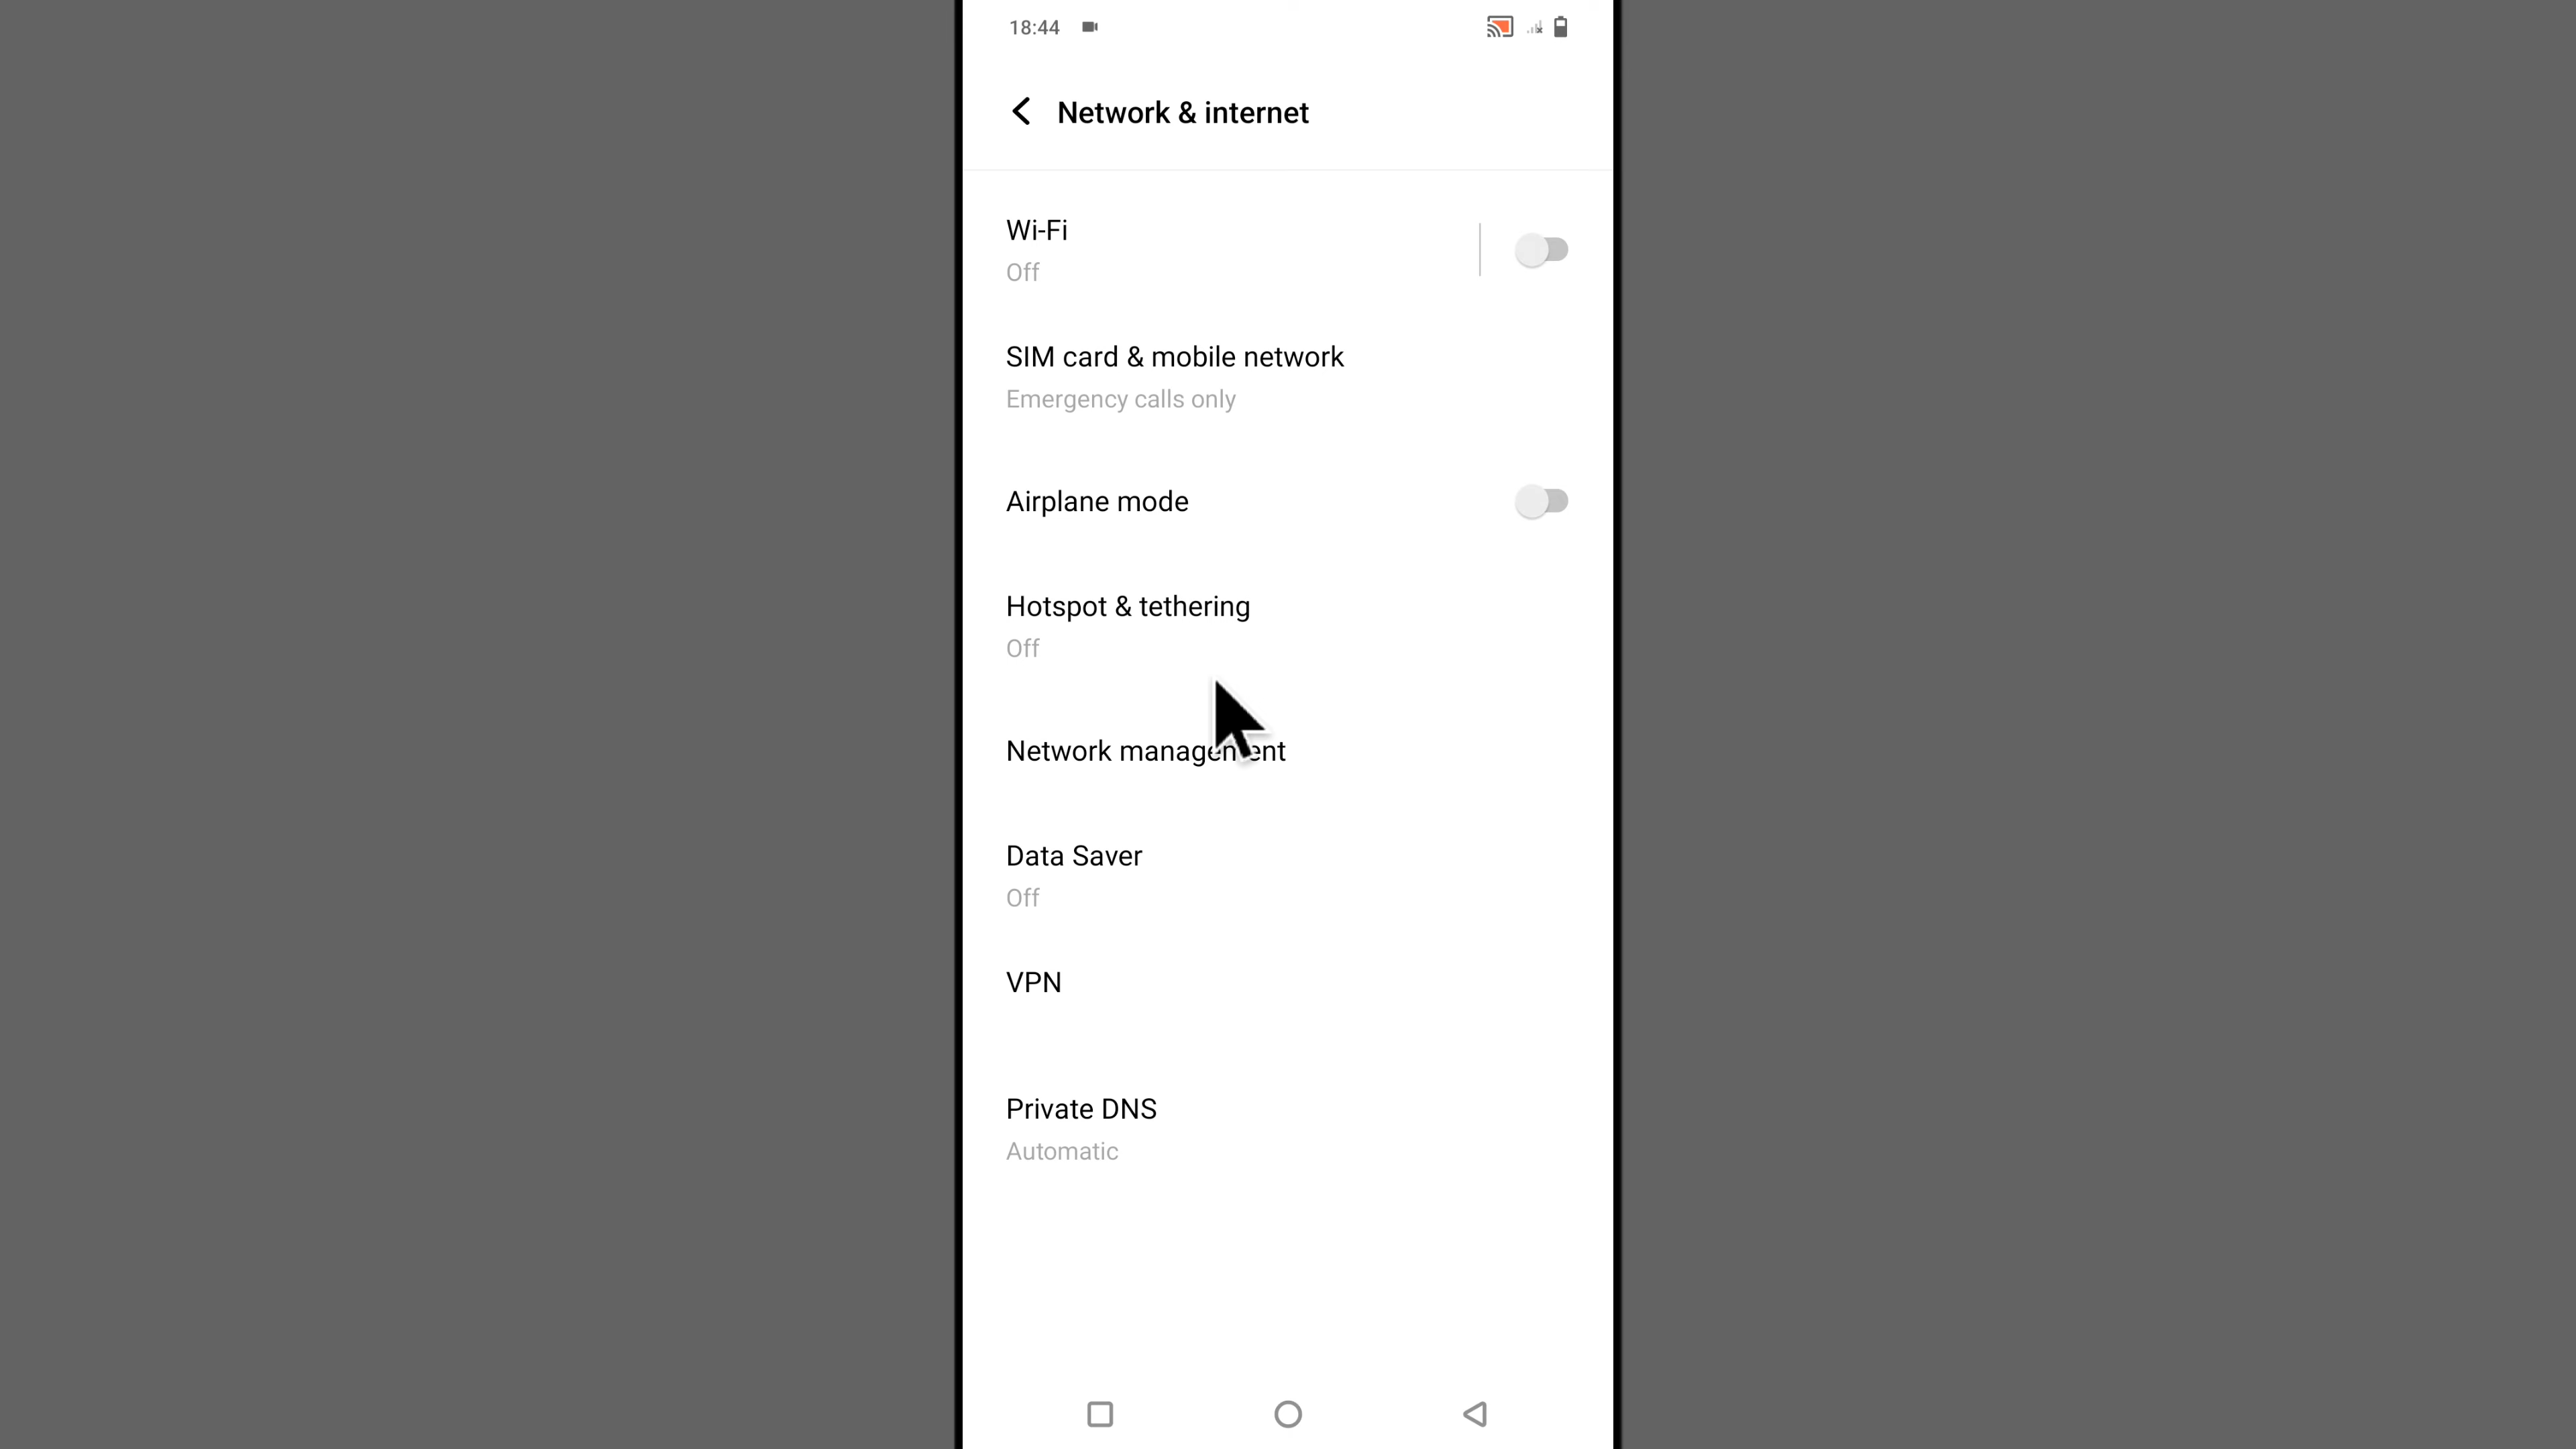 18:44
Network & internet
Wi-Fi
Off
SIM card & mobile network
Emergency calls only
Airplane mode
Hotspot & tethering
Off
Network management
Data Saver
Off
VPN
Private DNS
Automatic